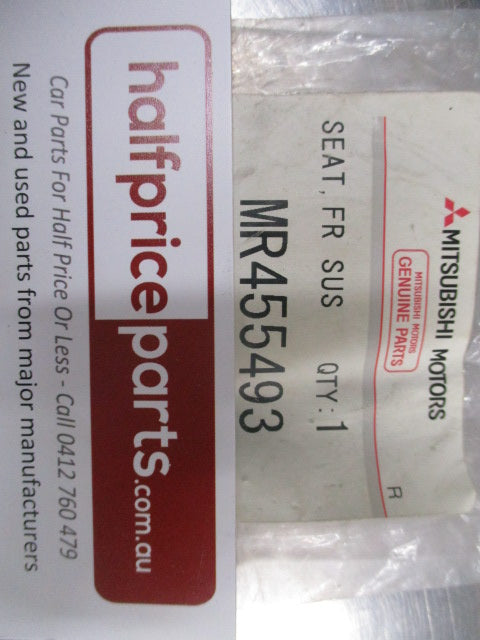 MITSUBISHI MOTORS
MITSUBISHI MOTORS
GENUINE PARTS
R
SEAT, FR SUS QTY:1
MR455493
halfpriceparts.com.au
Car Parts For Half Price Or Less - Call 0412 760 479
New and used parts from major manufacturers